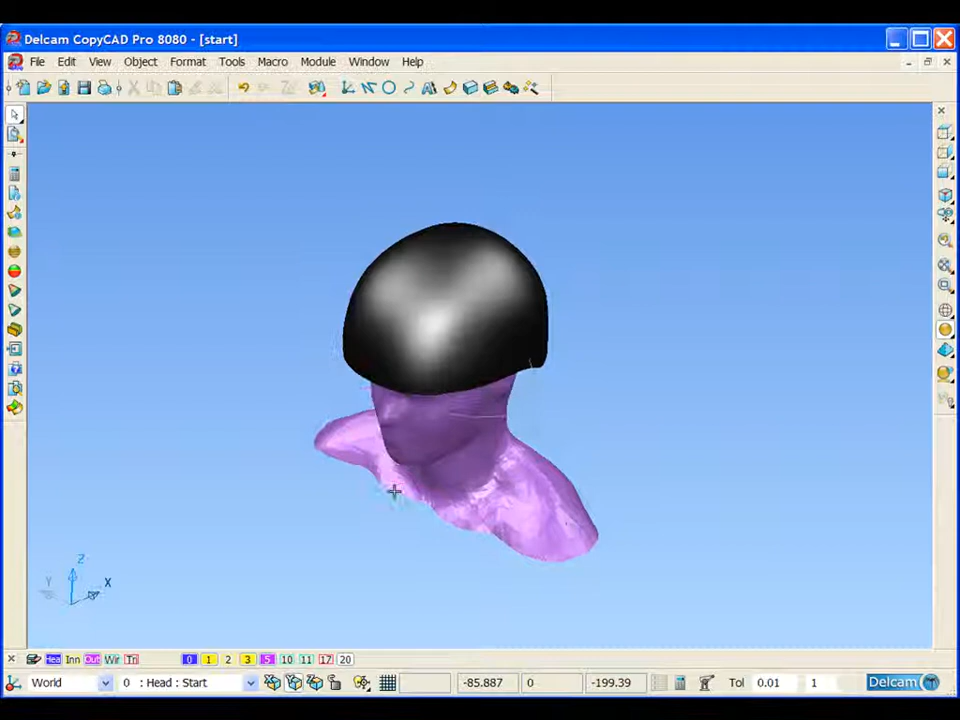 Delcam CopyCAD Pro 8080 - [start]
File Edit View Object Format Tools Macro Module Window Help
Z
Y X
Hea Inn Out Wir Tri 0 1 2 3 5 10 11 17 20
World 0 : Head : Start -85.887 0 -199.39 Tol 0.01 1 Delcam